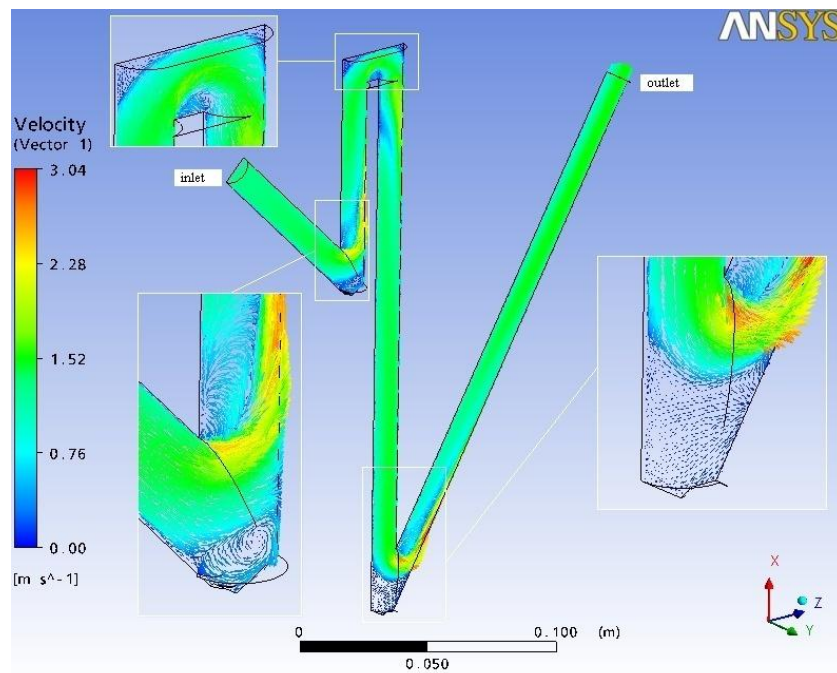 ANSYS
outlet
Velocity
(Vector 1)
3.04
inlet
2.28
1.52
0.76
0.00
[m s^-1]
X
Z
Y
0
0.100
(m)
0.050